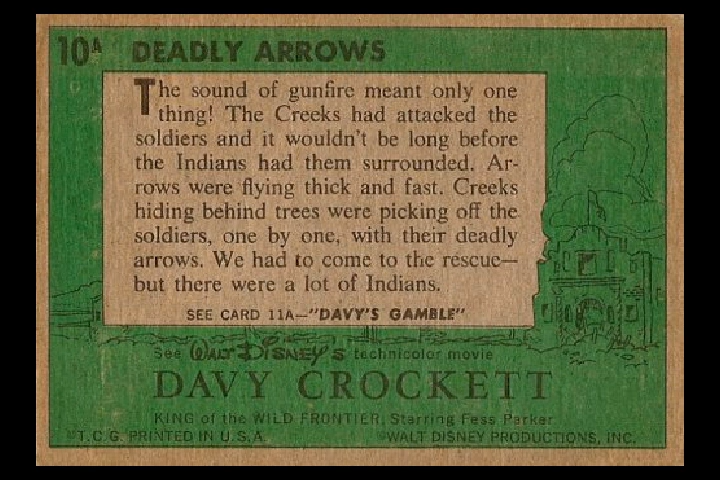 10A DEADLY ARROWS
The sound of gunfire meant only one
thing! The Creeks had attacked the
soldiers and it wouldn't be long before
the Indians had them surrounded. Ar-
rows were flying thick and fast. Creeks
hiding behind trees were picking off the
soldiers, one by one, with their deadly
arrows. We had to come to the rescue—
but there were a lot of Indians.
SEE CARD 11A—"DAVY'S GAMBLE"
See WALT DISNEY'S technicolor movie
DAVY CROCKETT
KING of the WILD FRONTIER, Starring Fess Parker
©T.C.G. PRINTED IN U.S.A. ©WALT DISNEY PRODUCTIONS, INC.